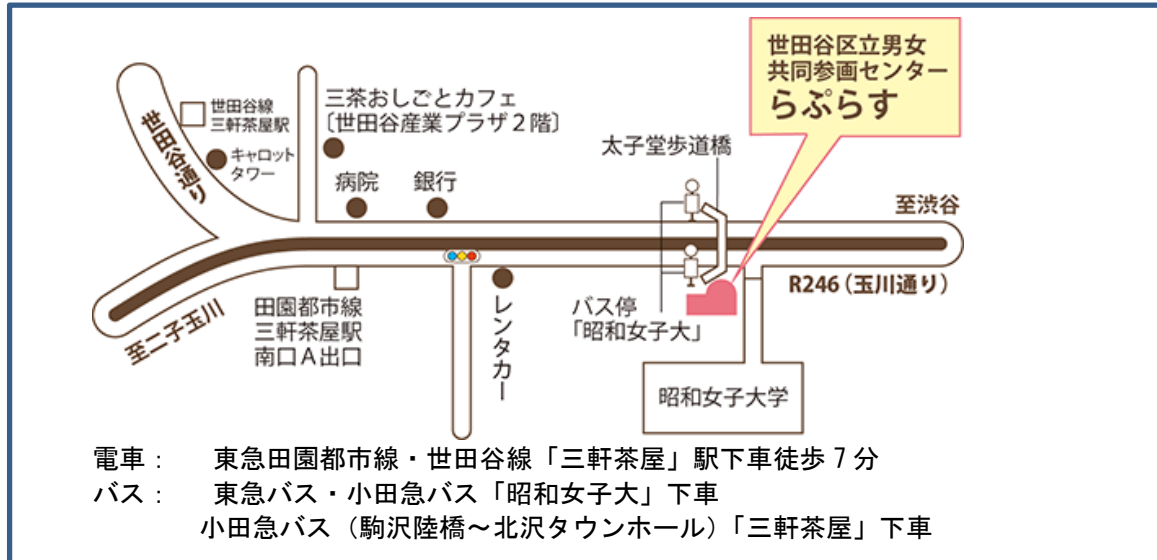 世田谷区立男女
共同参画センター
らぷらす
世田谷線
三軒茶屋駅
三茶おしごとカフェ
〔世田谷産業プラザ2階〕
世田谷通り
キャロット
タワー
太子堂歩道橋
病院
銀行
至渋谷
R246(玉川通り)
至二子玉川
田園都市線
三軒茶屋駅
南口A出口
レンタカー
バス停
「昭和女子大」
昭和女子大学
電車: 東急田園都市線・世田谷線「三軒茶屋」駅下車徒歩7分
バス: 東急バス・小田急バス「昭和女子大」下車
小田急バス(駒沢陸橋~北沢タウンホール)「三軒茶屋」下車